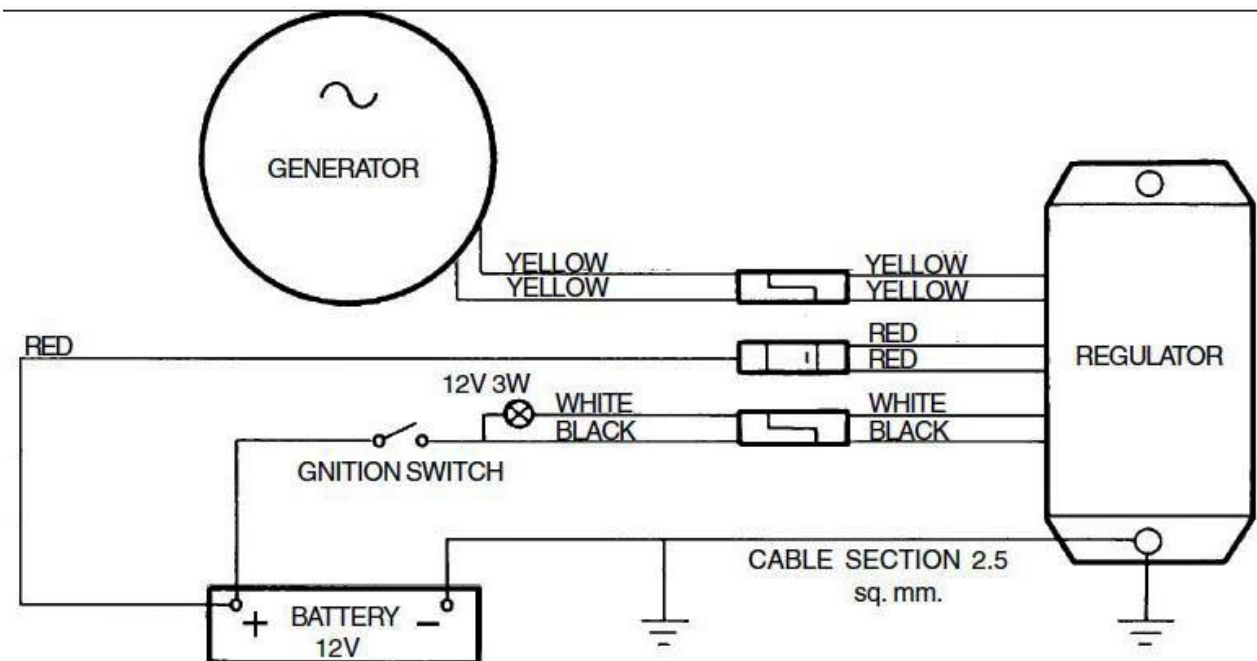 GENERATOR
YELLOW
YELLOW
YELLOW
YELLOW
RED
RED
RED
REGULATOR
12V 3W
WHITE
WHITE
BLACK
BLACK
GNITION SWITCH
CABLE SECTION 2.5
sq. mm.
+ BATTERY −
12V